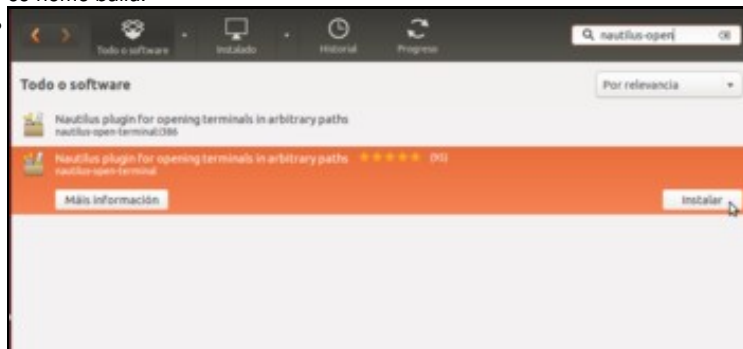 Todo o software
Instalado
Historial
Progreso
nautilus-open
Todo o software
Por relevancia
Nautilus plugin for opening terminals in arbitrary paths
nautilus-open-terminal:i386
Nautilus plugin for opening terminals in arbitrary paths
nautilus-open-terminal
Máis información
Instalar